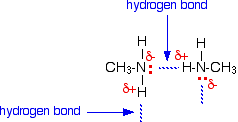 hydrogen bond
H H
δ- δ+
CH₃-N: H-N-CH₃
δ+ H δ-
hydrogen bond